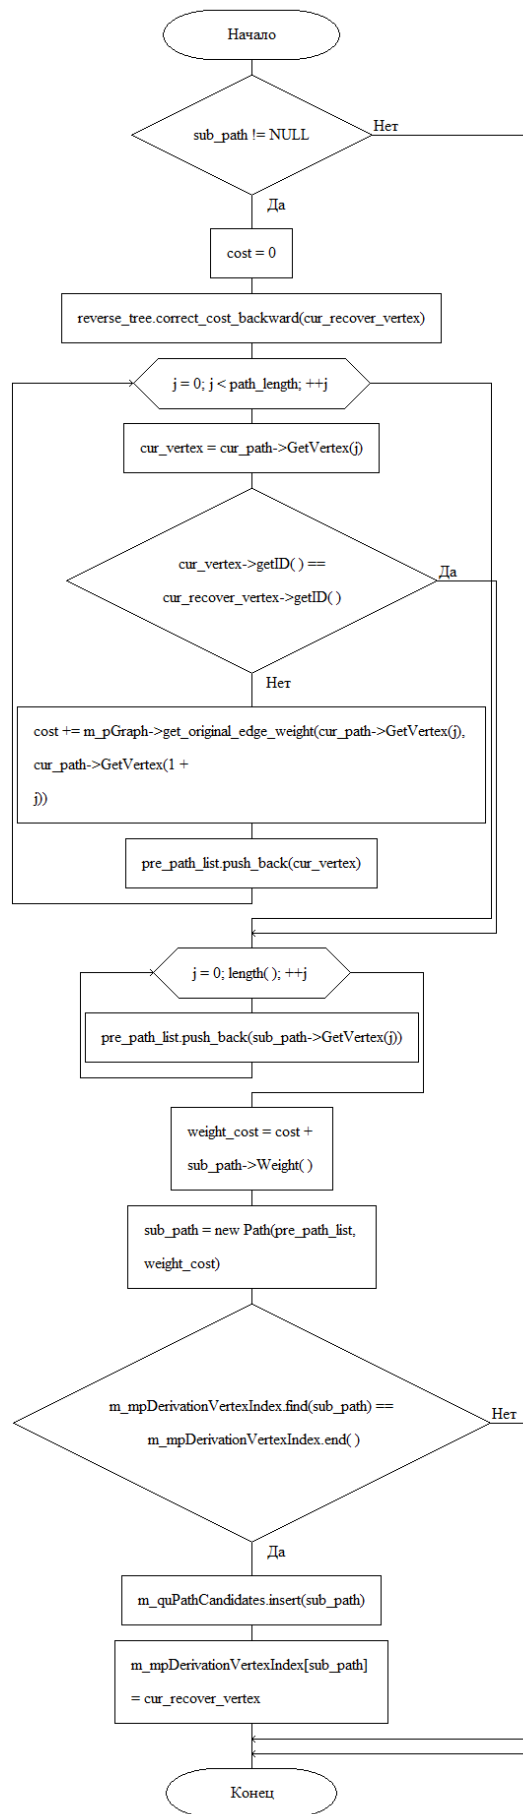 Начало
sub_path != NULL
Нет
Да
cost = 0
reverse_tree.correct_cost_backward(cur_recover_vertex)
j = 0; j < path_length; ++j
cur_vertex = cur_path->GetVertex(j)
cur_vertex->getID( ) ==
cur_recover_vertex->getID( )
Да
Нет
cost += m_pGraph->get_original_edge_weight(cur_path->GetVertex(j),
cur_path->GetVertex(1 +
j))
pre_path_list.push_back(cur_vertex)
j = 0; length( ); ++j
pre_path_list.push_back(sub_path->GetVertex(j))
weight_cost = cost +
sub_path->Weight( )
sub_path = new Path(pre_path_list,
weight_cost)
m_mpDerivationVertexIndex.find(sub_path) ==
m_mpDerivationVertexIndex.end( )
Нет
Да
m_quPathCandidates.insert(sub_path)
m_mpDerivationVertexIndex[sub_path]
= cur_recover_vertex
Конец